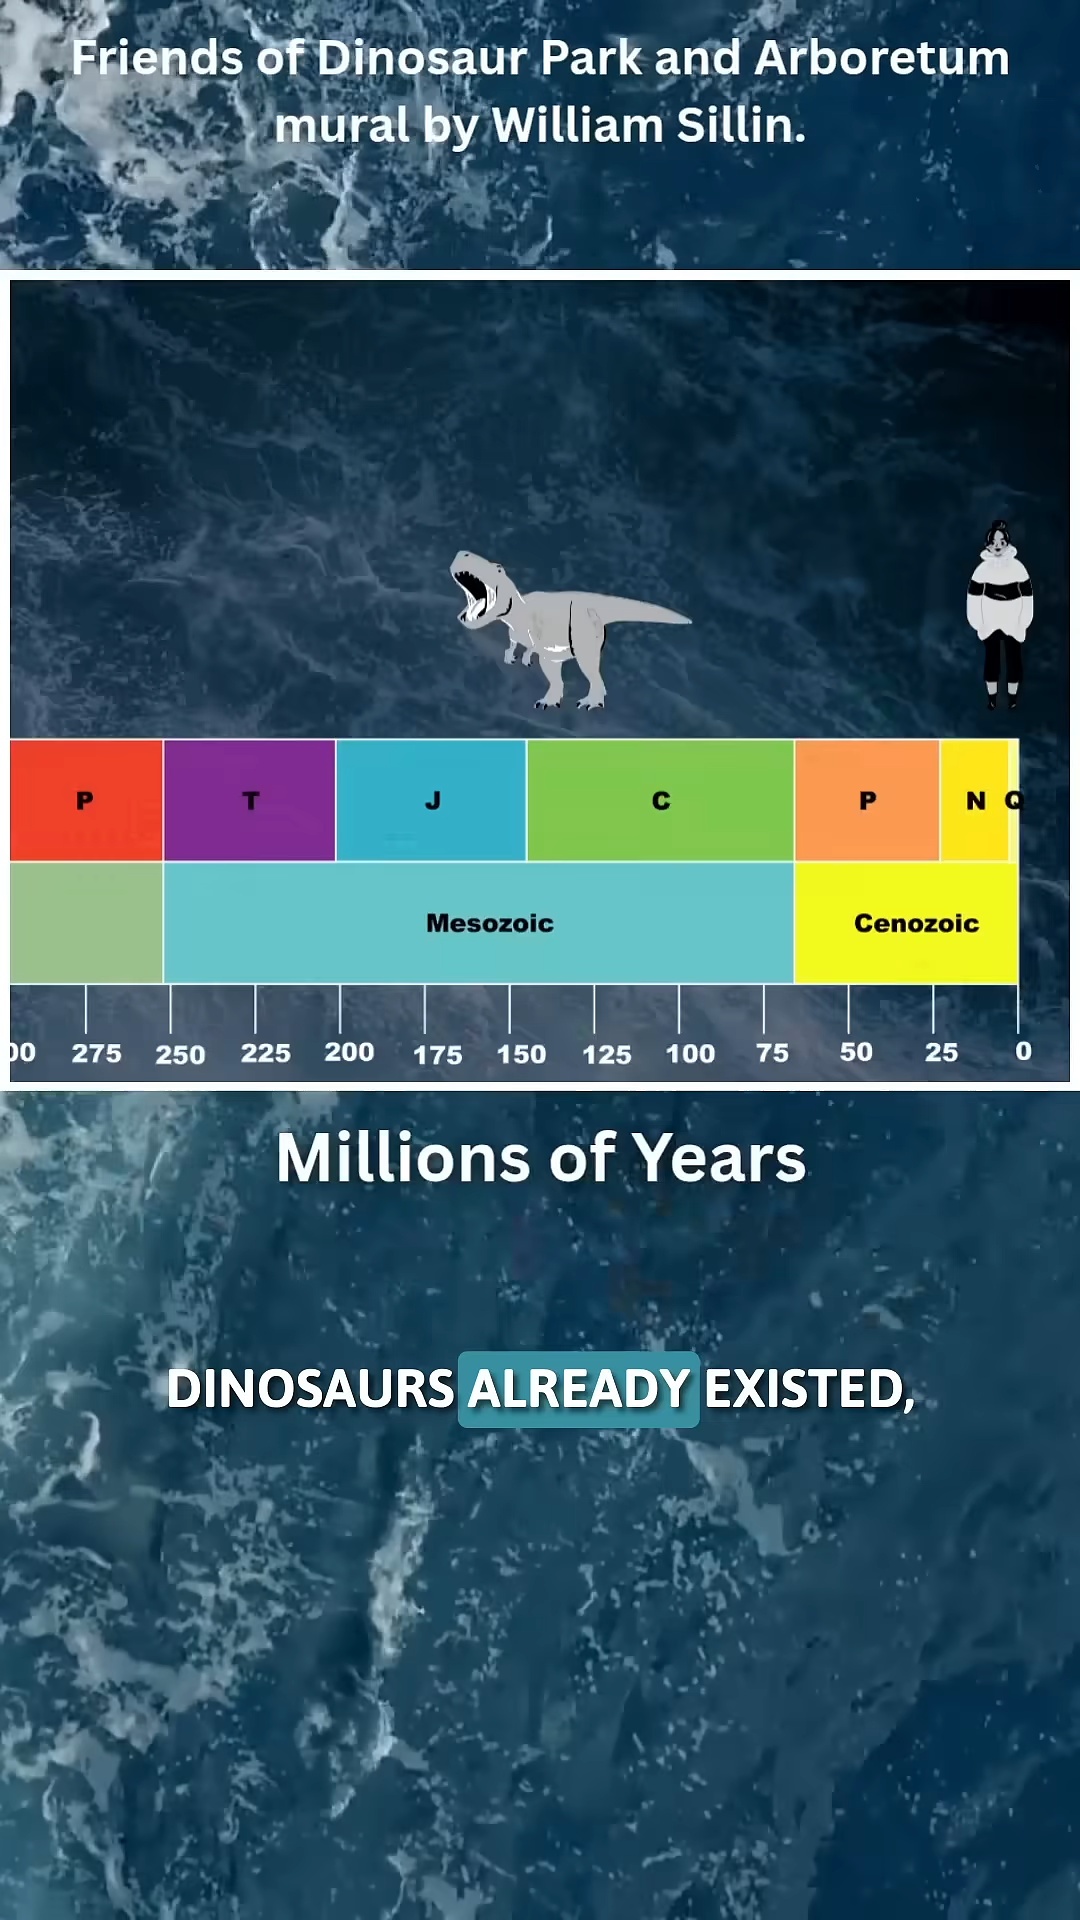 Friends of Dinosaur Park and Arboretum
mural by William Sillin.
P T J C P N Q
Mesozoic Cenozoic
00 275 250 225 200 175 150 125 100 75 50 25 0
Millions of Years
DINOSAURS ALREADY EXISTED,